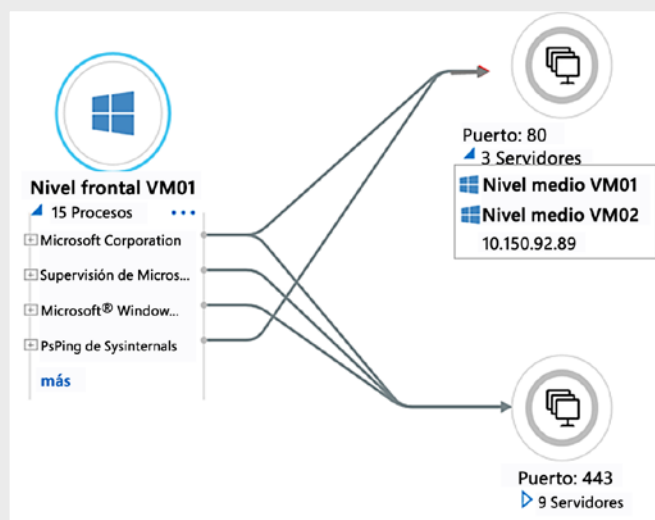 Nivel frontal VM01
15 Procesos
Microsoft Corporation
Supervisión de Micros...
Microsoft® Window...
PsPing de Sysinternals
más
Puerto: 80
3 Servidores
Nivel medio VM01
Nivel medio VM02
10.150.92.89
Puerto: 443
9 Servidores